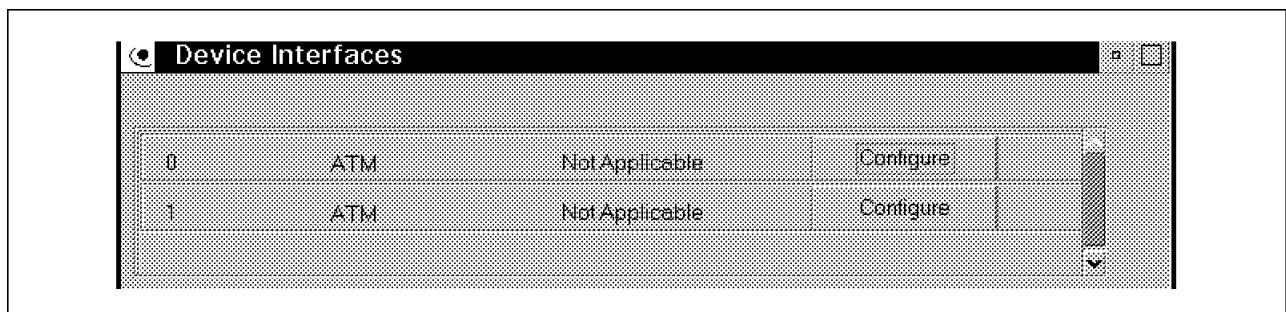 Device Interfaces
0 ATM Not Applicable Configure
1 ATM Not Applicable Configure